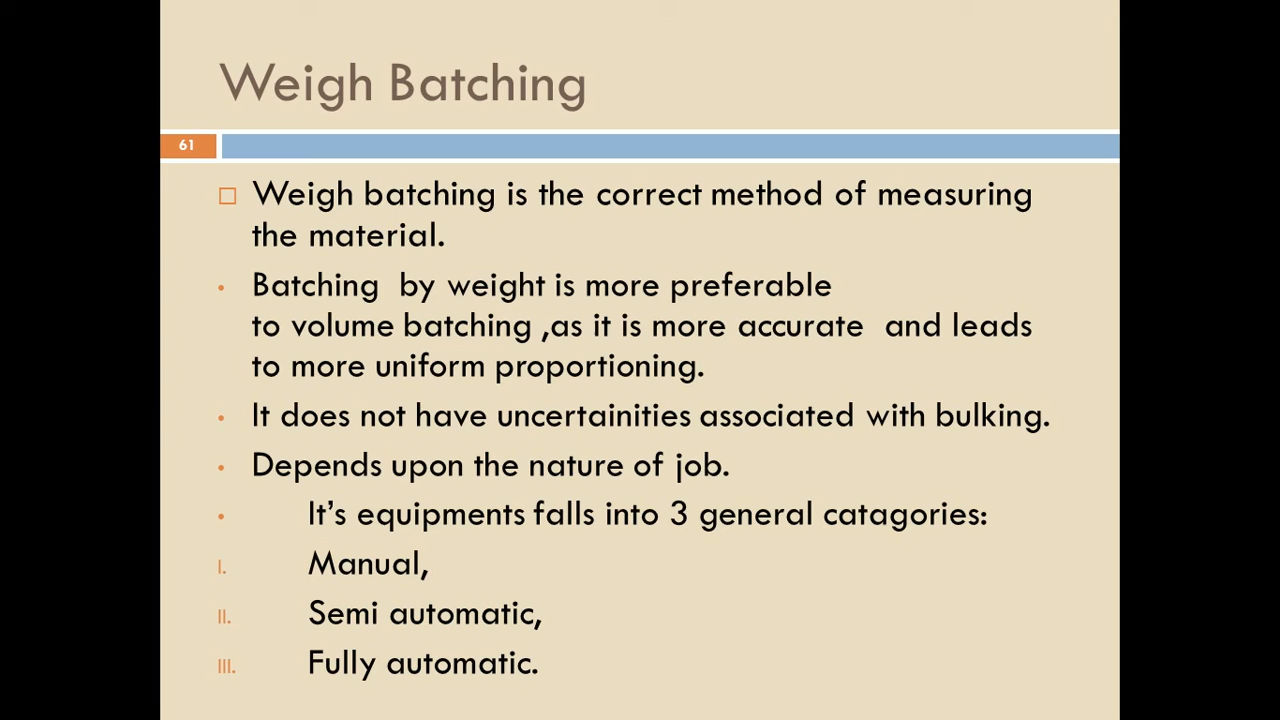 Weigh Batching
61
Weigh batching is the correct method of measuring
the material.
• Batching by weight is more preferable
to volume batching ,as it is more accurate and leads
to more uniform proportioning.
• It does not have uncertainities associated with bulking.
• Depends upon the nature of job.
• It's equipments falls into 3 general catagories:
I. Manual,
II. Semi automatic,
III. Fully automatic.